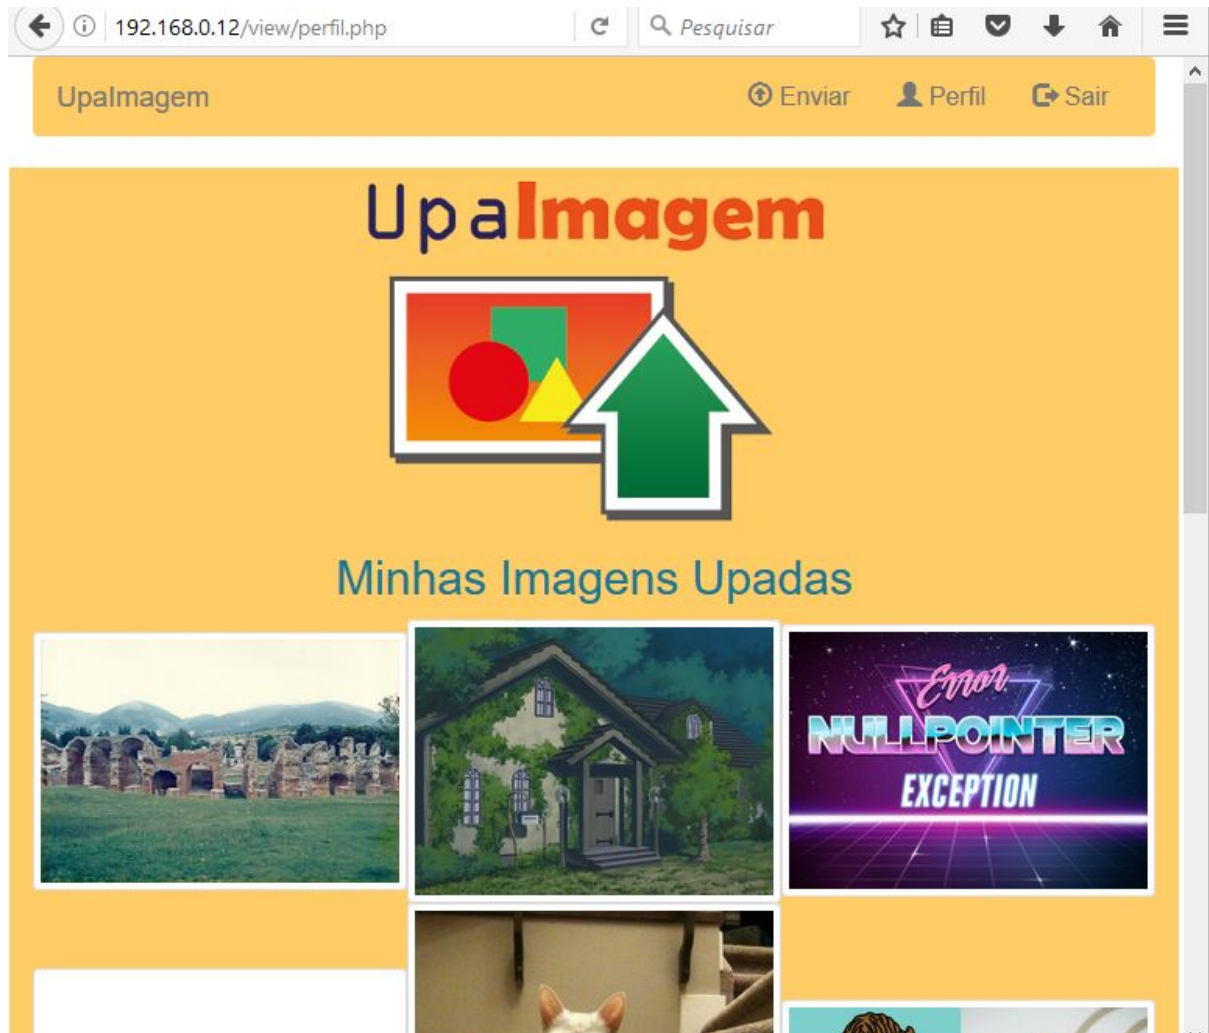 192.168.0.12/view/perfil.php
Pesquisar
UpaImagem
Enviar
Perfil
Sair
UpaImagem
Minhas Imagens Upadas
Error
NULLPOINTER
EXCEPTION